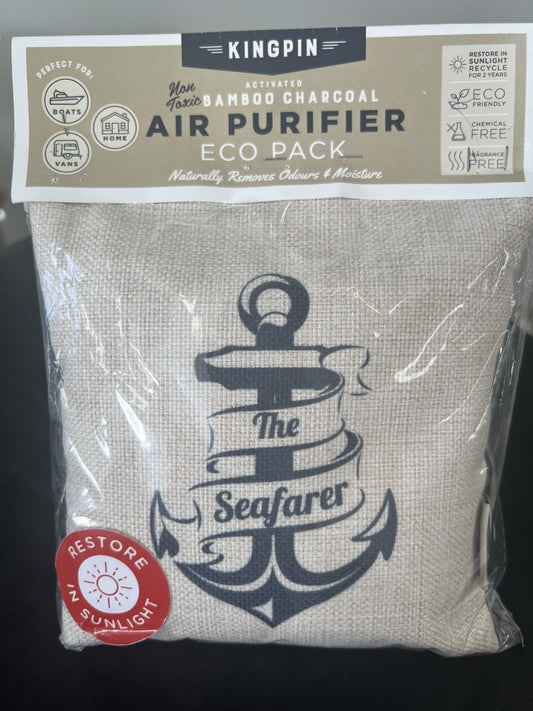 KINGPIN
PERFECT FOR:
BOATS
HOME
VANS
Non
Toxic
ACTIVATED
BAMBOO CHARCOAL
AIR PURIFIER
ECO PACK
Naturally Removes Odours & Moisture
RESTORE IN
SUNLIGHT
RECYCLE
FOR 2 YEARS
ECO
FRIENDLY
CHEMICAL
FREE
FRAGRANCE
FREE
The
Seafarer
RESTORE
IN SUNLIGHT